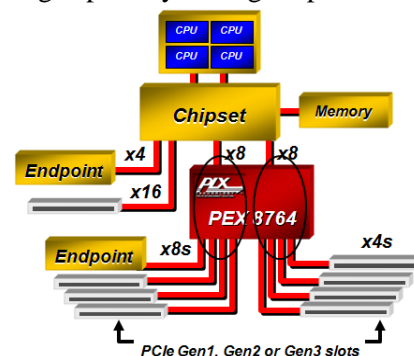 CPU CPU
CPU CPU
Chipset
Memory
x4
x8
x8
Endpoint
x16
PLX
PEX 8764
Endpoint
x8s
x4s
PCIe Gen1, Gen2 or Gen3 slots